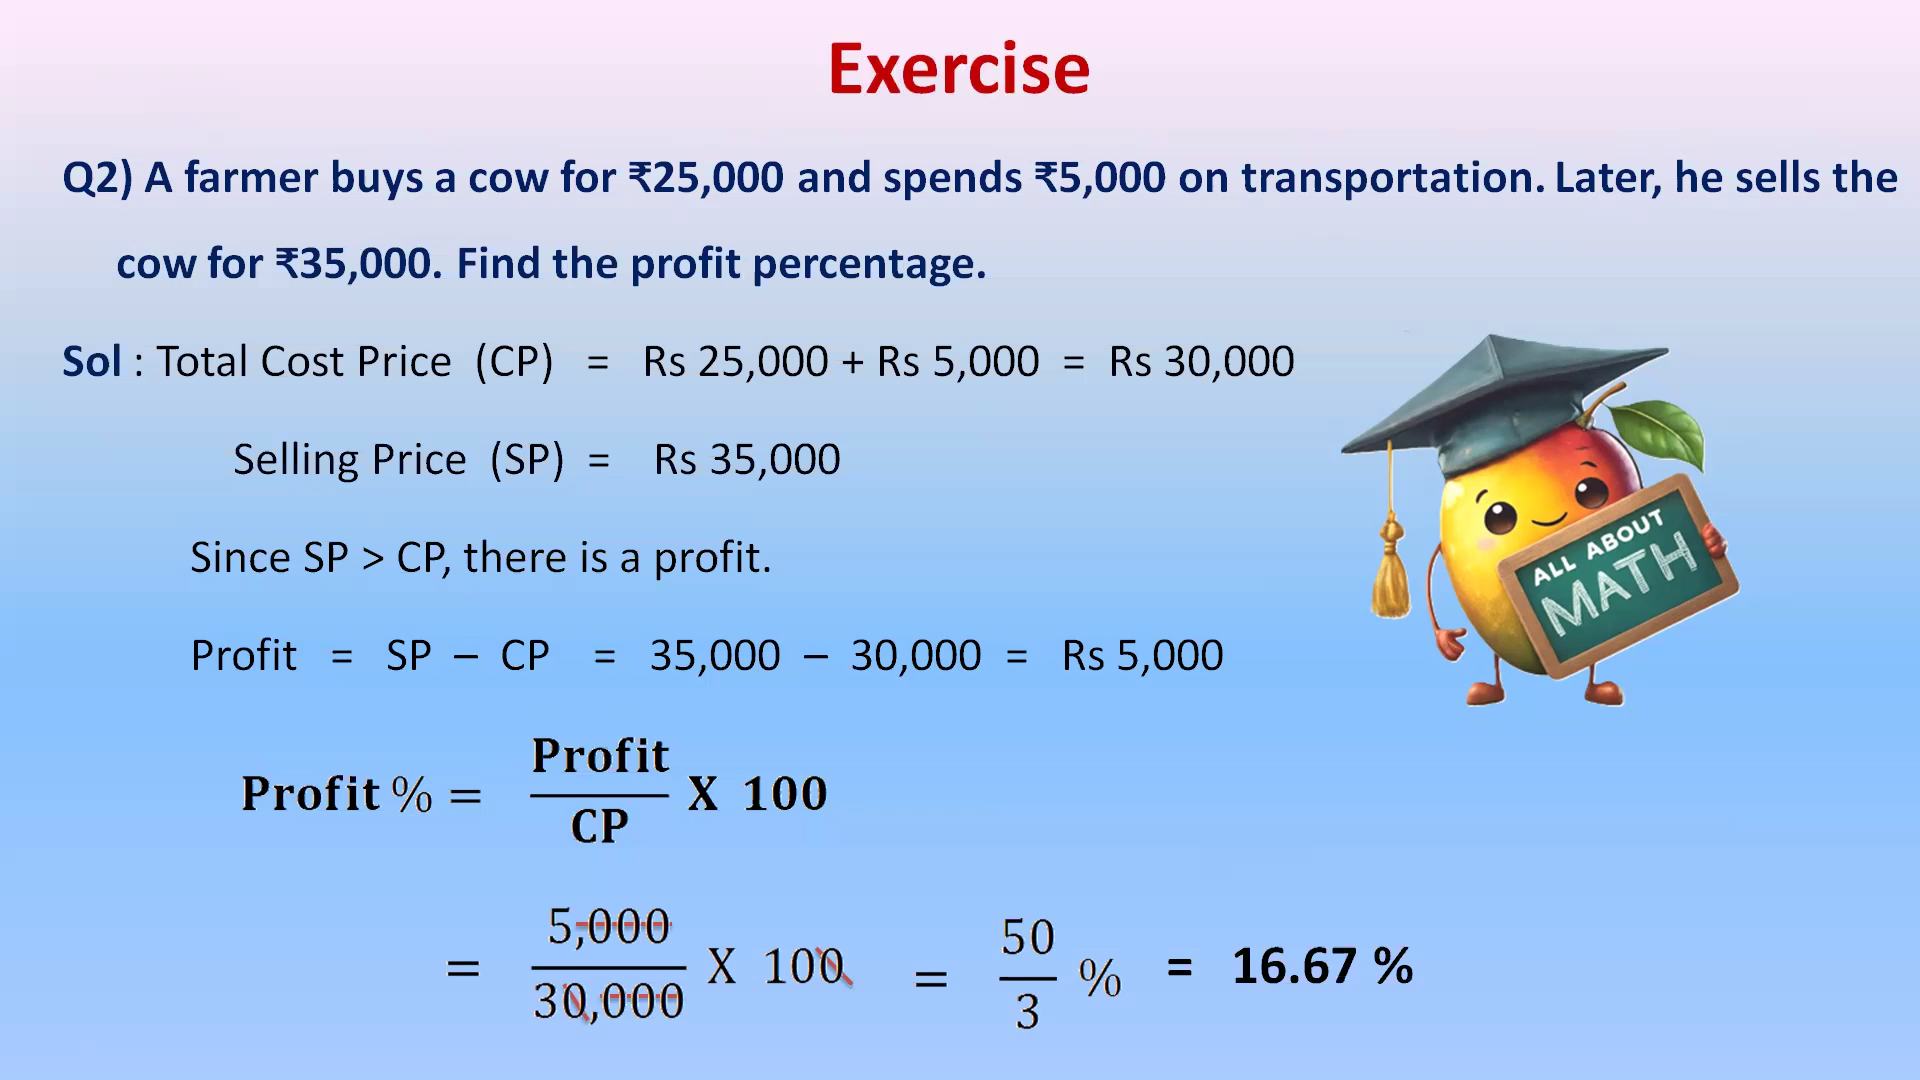 Exercise
Q2) A farmer buys a cow for ₹25,000 and spends ₹5,000 on transportation. Later, he sells the
cow for ₹35,000. Find the profit percentage.
Sol : Total Cost Price (CP) = Rs 25,000 + Rs 5,000 = Rs 30,000
Selling Price (SP) = Rs 35,000
Since SP > CP, there is a profit.
Profit = SP – CP = 35,000 – 30,000 = Rs 5,000
Profit % = Profit/CP X 100
= 5,000/30,000 X 100 = 50/3 % = 16.67 %
ALL ABOUT
MATH